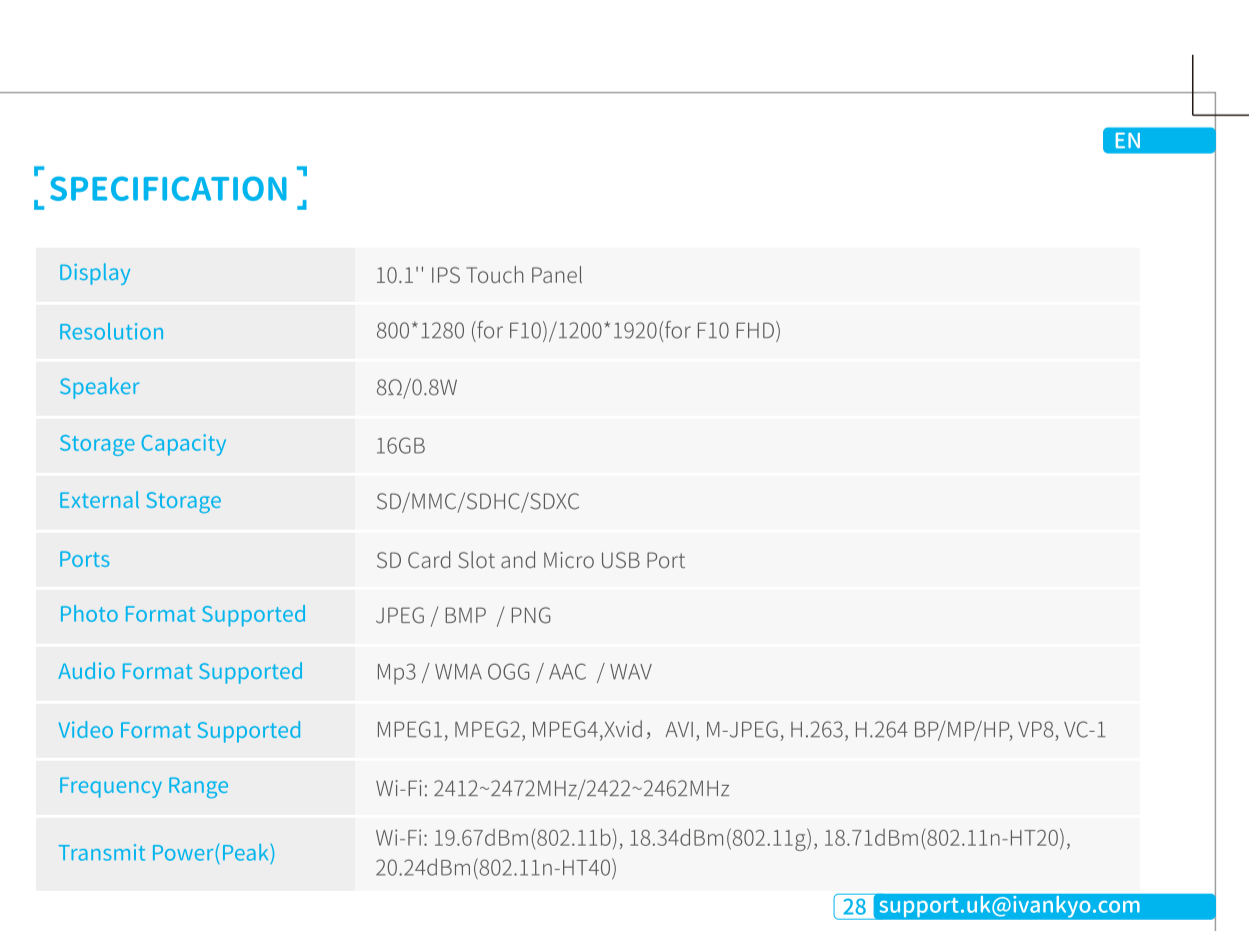 EN
SPECIFICATION
Display
10.1'' IPS Touch Panel
Resolution
800*1280 (for F10)/1200*1920(for F10 FHD)
Speaker
8Ω/0.8W
Storage Capacity
16GB
External Storage
SD/MMC/SDHC/SDXC
Ports
SD Card Slot and Micro USB Port
Photo Format Supported
JPEG / BMP  / PNG
Audio Format Supported
Mp3 / WMA OGG / AAC  / WAV
Video Format Supported
MPEG1, MPEG2, MPEG4,Xvid，AVI, M-JPEG, H.263, H.264 BP/MP/HP, VP8, VC-1
Frequency Range
Wi-Fi: 2412~2472MHz/2422~2462MHz
Transmit Power(Peak)
Wi-Fi: 19.67dBm(802.11b), 18.34dBm(802.11g), 18.71dBm(802.11n-HT20),
20.24dBm(802.11n-HT40)
28 support.uk@ivankyo.com